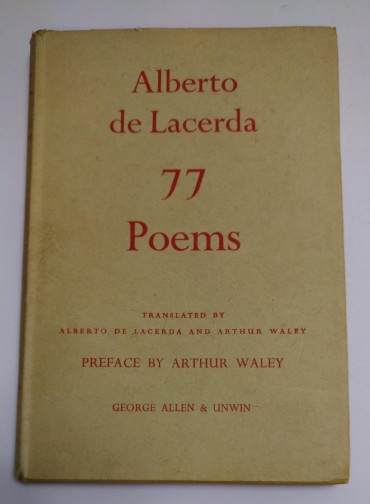 Alberto
de Lacerda
77
Poems
TRANSLATED BY
ALBERTO DE LACERDA AND ARTHUR WALEY
PREFACE BY ARTHUR WALEY
GEORGE ALLEN & UNWIN